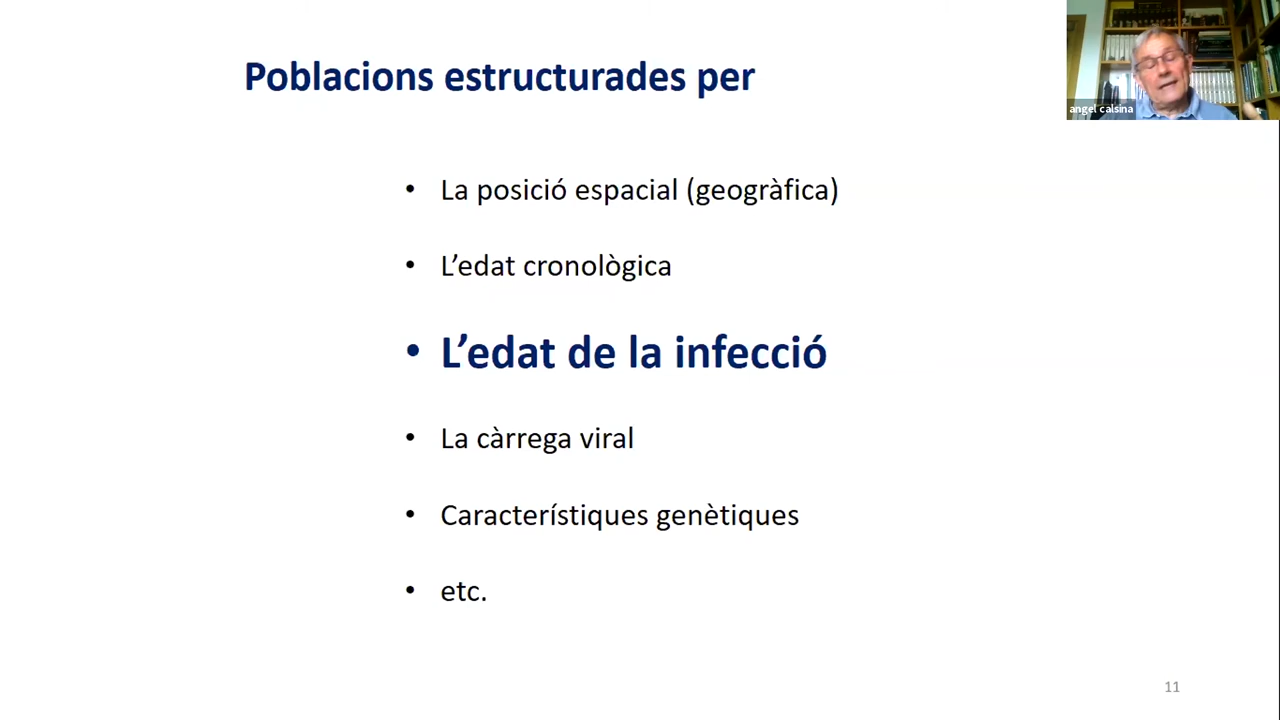 Poblacions estructurades per
angel calsina
• La posició espacial (geogràfica)
• L’edat cronològica
• L’edat de la infecció
• La càrrega viral
• Característiques genètiques
• etc.
11